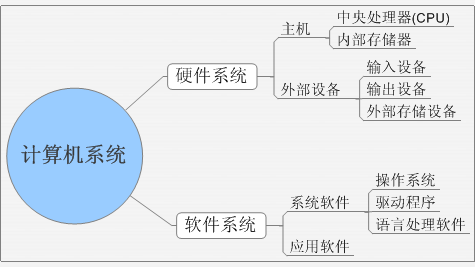 计算机系统
硬件系统
主机
中央处理器(CPU)
内部存储器
外部设备
输入设备
输出设备
外部存储设备
软件系统
系统软件
操作系统
驱动程序
语言处理软件
应用软件